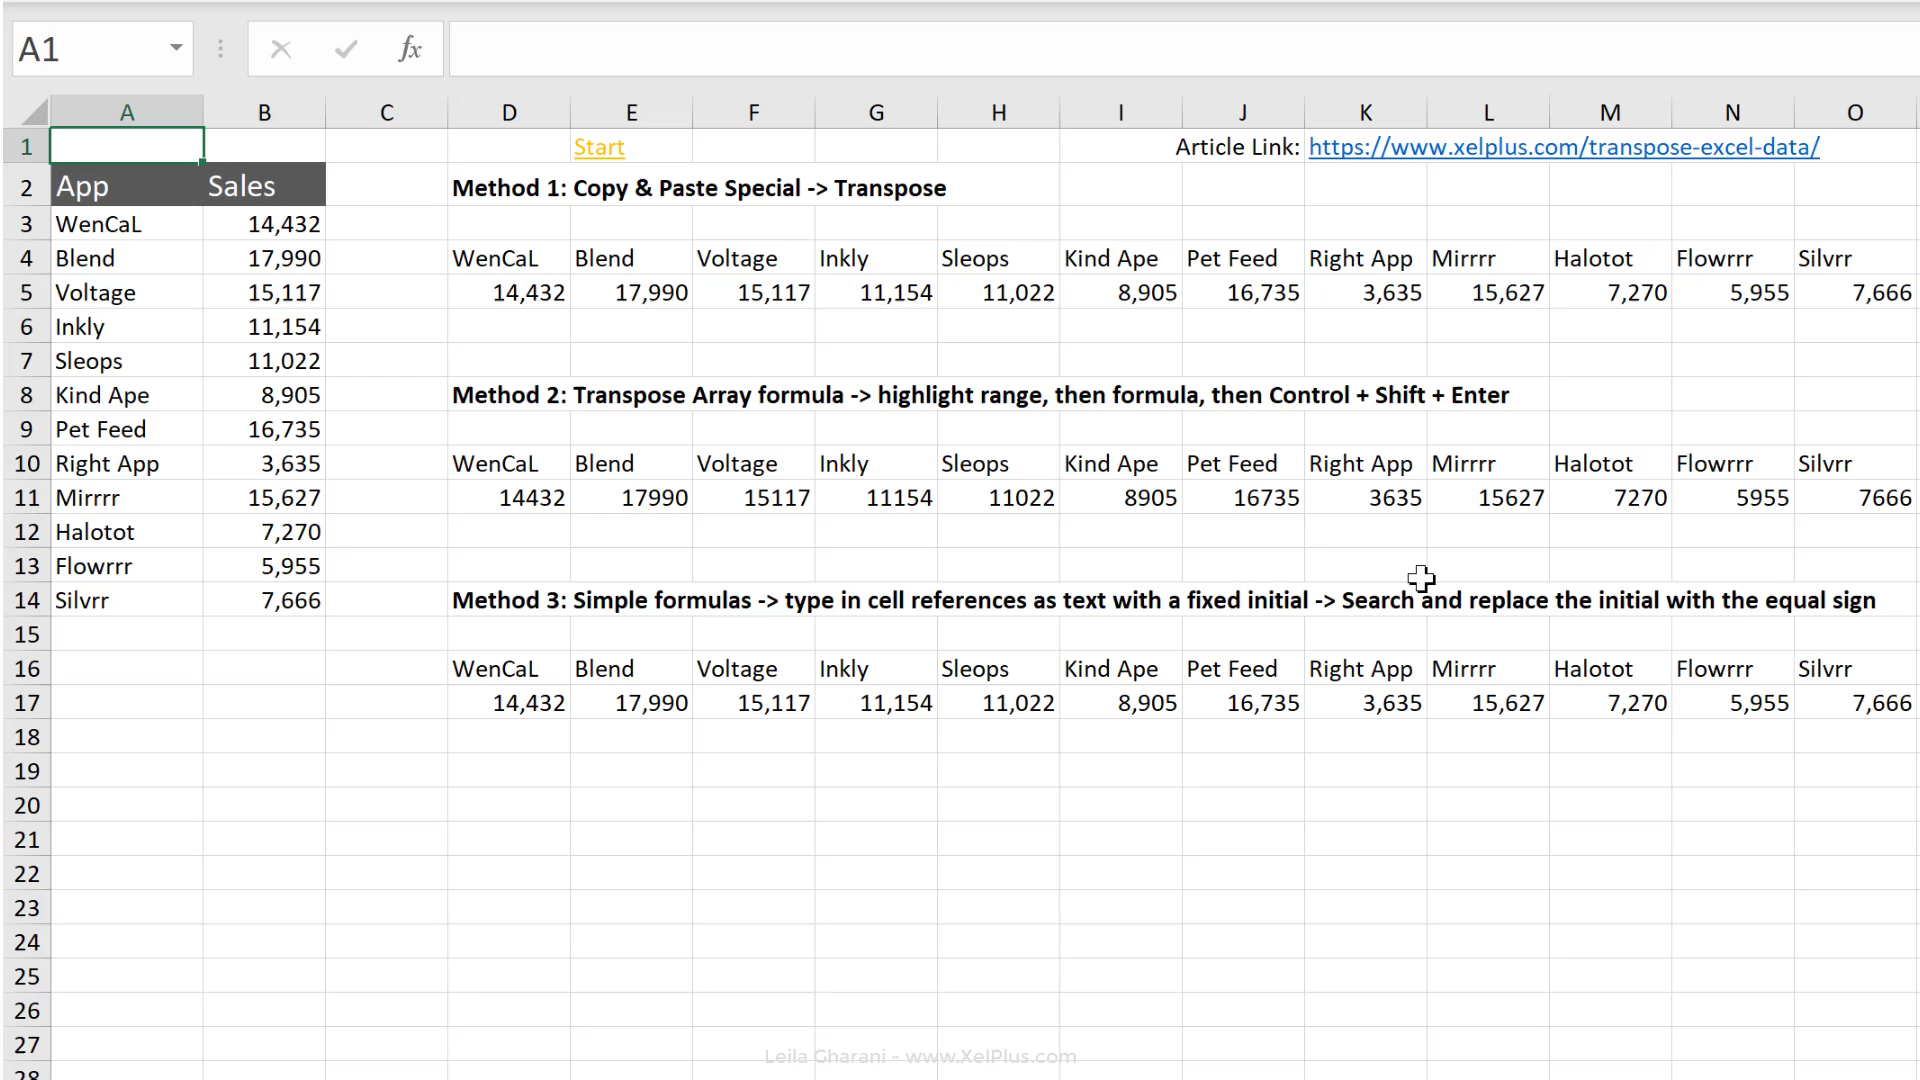 A1 fx
A B C D E F G H I J K L M N O
1 Start Article Link: https://www.xelplus.com/transpose-excel-data/
2 App Sales Method 1: Copy & Paste Special -> Transpose
3 WenCaL 14,432
4 Blend 17,990 WenCaL Blend Voltage Inkly Sleops Kind Ape Pet Feed Right App Mirrrr Halotot Flowrrr Silvrr
5 Voltage 15,117 14,432 17,990 15,117 11,154 11,022 8,905 16,735 3,635 15,627 7,270 5,955 7,666
6 Inkly 11,154
7 Sleops 11,022
8 Kind Ape 8,905 Method 2: Transpose Array formula -> highlight range, then formula, then Control + Shift + Enter
9 Pet Feed 16,735
10 Right App 3,635 WenCaL Blend Voltage Inkly Sleops Kind Ape Pet Feed Right App Mirrrr Halotot Flowrrr Silvrr
11 Mirrrr 15,627 14432 17990 15117 11154 11022 8905 16735 3635 15627 7270 5955 7666
12 Halotot 7,270
13 Flowrrr 5,955
14 Silvrr 7,666 Method 3: Simple formulas -> type in cell references as text with a fixed initial -> Search and replace the initial with the equal sign
15
16 WenCaL Blend Voltage Inkly Sleops Kind Ape Pet Feed Right App Mirrrr Halotot Flowrrr Silvrr
17 14,432 17,990 15,117 11,154 11,022 8,905 16,735 3,635 15,627 7,270 5,955 7,666
18
19
20
21
22
23
24
25
26
27
Leila Gharani - www.XelPlus.com
28